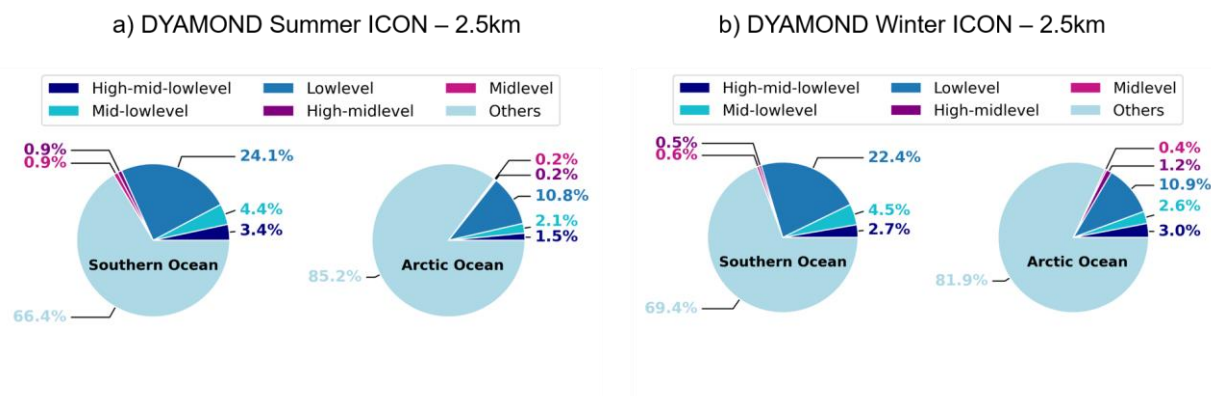 a) DYAMOND Summer ICON – 2.5km
High-mid-lowlevel Lowlevel Midlevel
Mid-lowlevel High-midlevel Others
0.9%
0.9%
24.1%
4.4%
3.4%
Southern Ocean
66.4%
0.2%
0.2%
10.8%
2.1%
1.5%
Arctic Ocean
85.2%
b) DYAMOND Winter ICON – 2.5km
High-mid-lowlevel Lowlevel Midlevel
Mid-lowlevel High-midlevel Others
0.5%
0.6%
22.4%
4.5%
2.7%
Southern Ocean
69.4%
0.4%
1.2%
10.9%
2.6%
3.0%
Arctic Ocean
81.9%